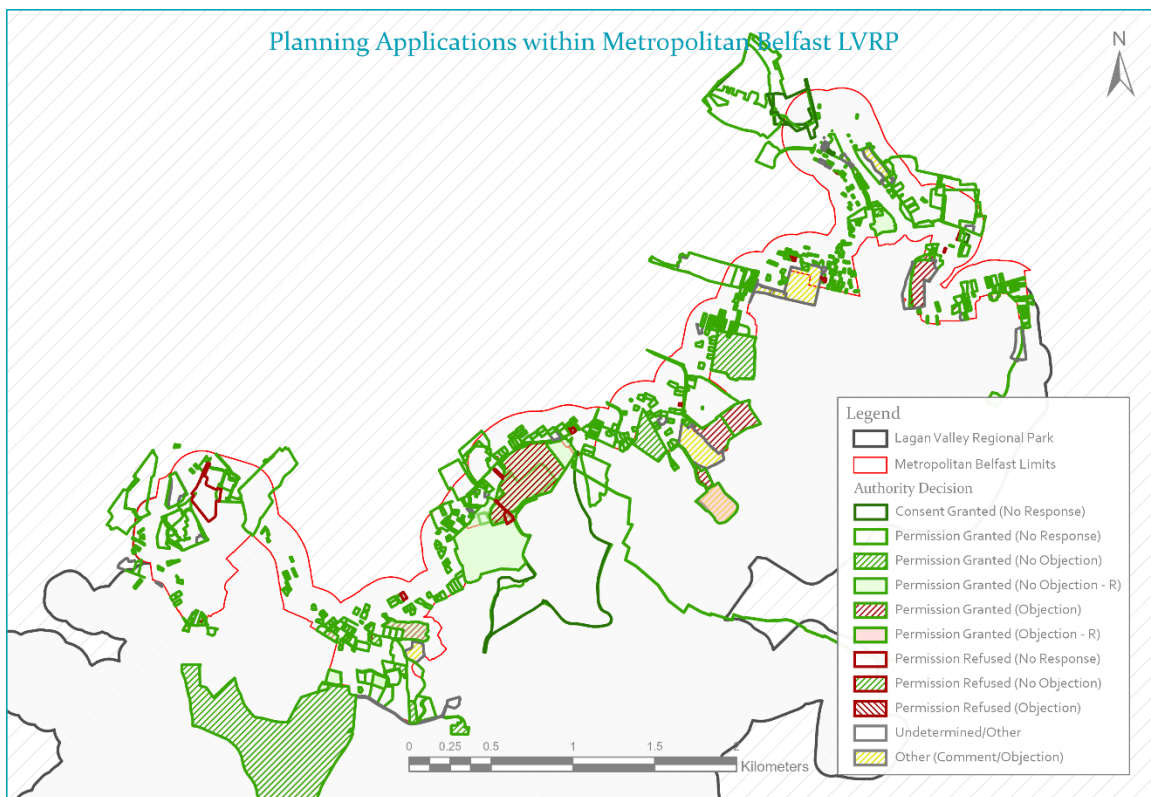 Planning Applications within Metropolitan Belfast LVRP
N
Legend
Lagan Valley Regional Park
Metropolitan Belfast Limits
Authority Decision
Consent Granted (No Response)
Permission Granted (No Response)
Permission Granted (No Objection)
Permission Granted (No Objection - R)
Permission Granted (Objection)
Permission Granted (Objection - R)
Permission Refused (No Response)
Permission Refused (No Objection)
Permission Refused (Objection)
Undetermined/Other
Other (Comment/Objection)
0 0.25 0.5 1 1.5 2
Kilometers